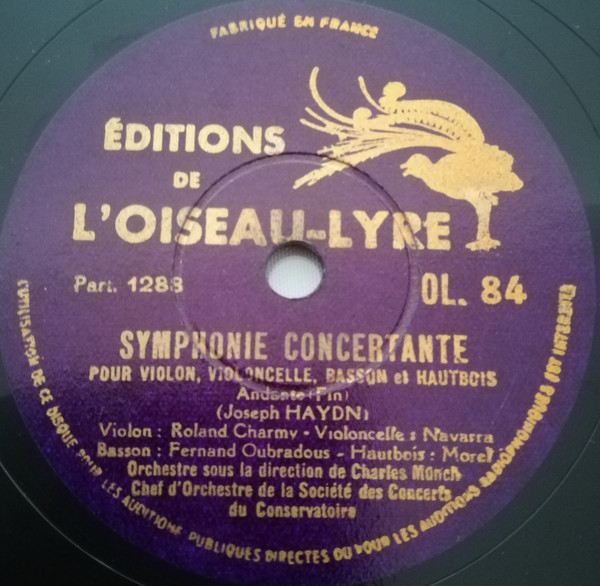 FABRIQUÉ EN FRANCE
ÉDITIONS
DE
L'OISEAU-LYRE
Part. 1288
OL. 84
SYMPHONIE CONCERTANTE
POUR VIOLON, VIOLONCELLE, BASSON et HAUTBOIS
Andante (Fin)
(Joseph HAYDN)
Violon : Roland Charmy - Violoncelle : Navarra
Basson : Fernand Oubradous - Hautbois : Morel
Orchestre sous la direction de Charles Münch
Chef d'Orchestre de la Société des Concerts
du Conservatoire
L'UTILISATION DE CE DISQUE POUR LES AUDITIONS PUBLIQUES DIRECTES OU POUR LES AUDITIONS RADIOPHONIQUES EST INTERDITE